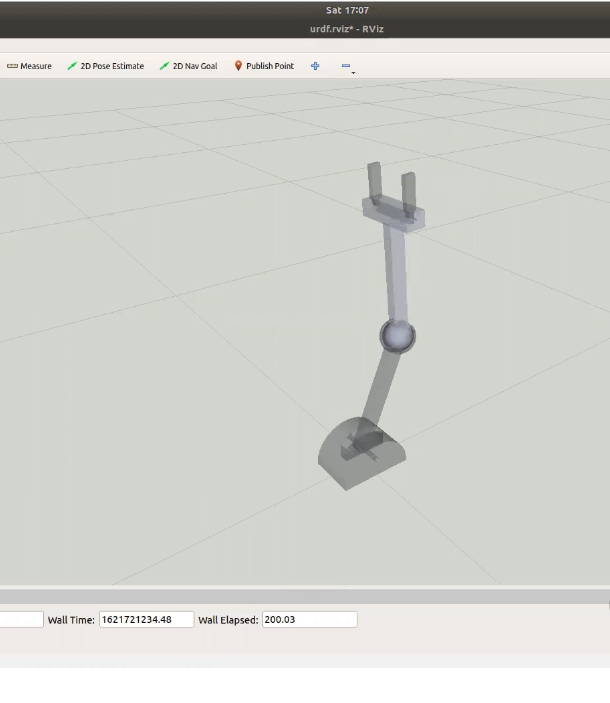 Sat 17:07
urdf.rviz* - RViz
Measure 2D Pose Estimate 2D Nav Goal Publish Point
Wall Time: 1621721234.48 Wall Elapsed: 200.03